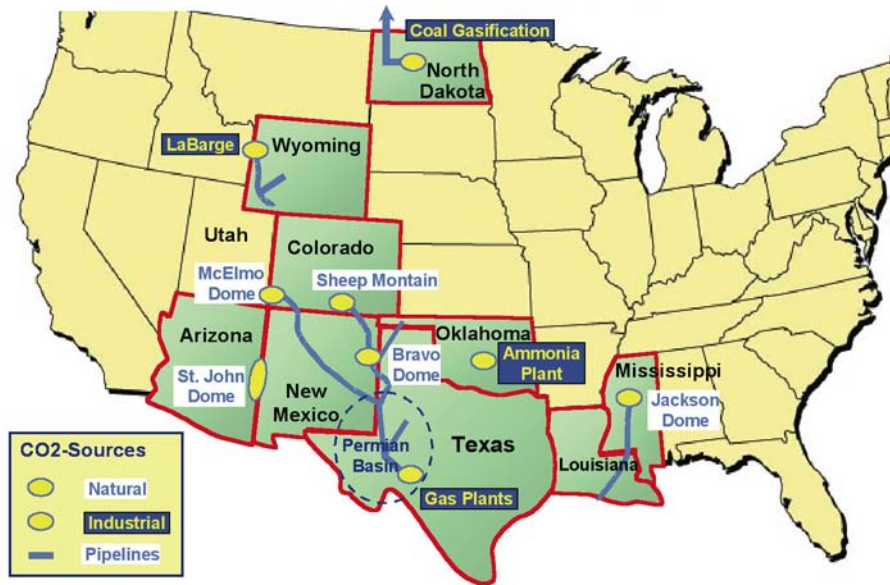 Coal Gasification
North
Dakota
LaBarge
Wyoming
Utah
Colorado
McElmo
Dome
Sheep Montain
Arizona
Oklahoma
St. John
Dome
New
Mexico
Bravo
Dome
Ammonia
Plant
Mississippi
Jackson
Dome
Permian
Basin
Texas
Louisiana
Gas Plants
CO2-Sources
Natural
Industrial
Pipelines